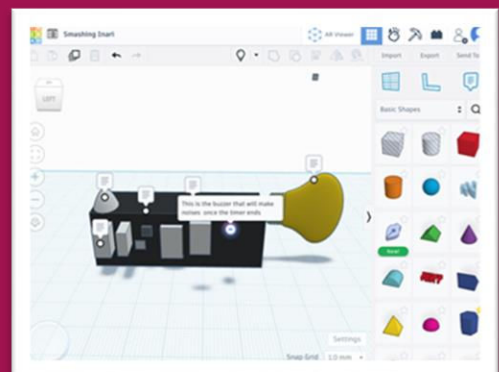 Smashing Inari
AR Viewer
Import Export Send To
LEFT
Basic Shapes
This is the buzzer that will make
noises once the timer ends
New!
Settings
Snap Grid 1.0 mm